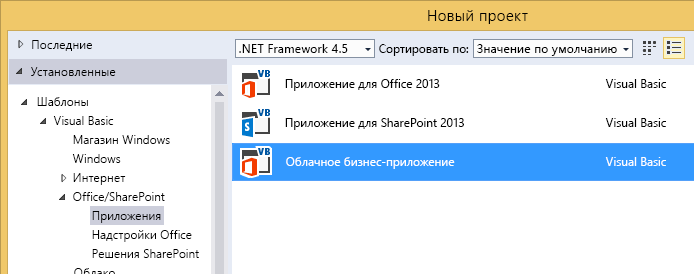 Новый проект
Последние
.NET Framework 4.5 Сортировать по: Значение по умолчанию
Установленные
Шаблоны
Visual Basic
Магазин Windows
Windows
Интернет
Office/SharePoint
Приложения
Надстройки Office
Решения SharePoint
Облако
VB Приложение для Office 2013 Visual Basic
VB Приложение для SharePoint 2013 Visual Basic
VB Облачное бизнес-приложение Visual Basic